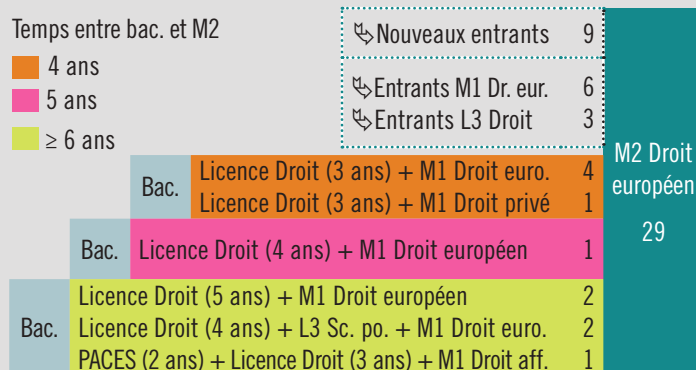 Temps entre bac. et M2
4 ans
5 ans
≥ 6 ans
Nouveaux entrants 9
Entrants M1 Dr. eur. 6
Entrants L3 Droit 3
Bac.
Licence Droit (3 ans) + M1 Droit euro. 4
Licence Droit (3 ans) + M1 Droit privé 1
Bac. Licence Droit (4 ans) + M1 Droit européen 1
Bac.
Licence Droit (5 ans) + M1 Droit européen 2
Licence Droit (4 ans) + L3 Sc. po. + M1 Droit euro. 2
PACES (2 ans) + Licence Droit (3 ans) + M1 Droit aff. 1
M2 Droit
européen
29